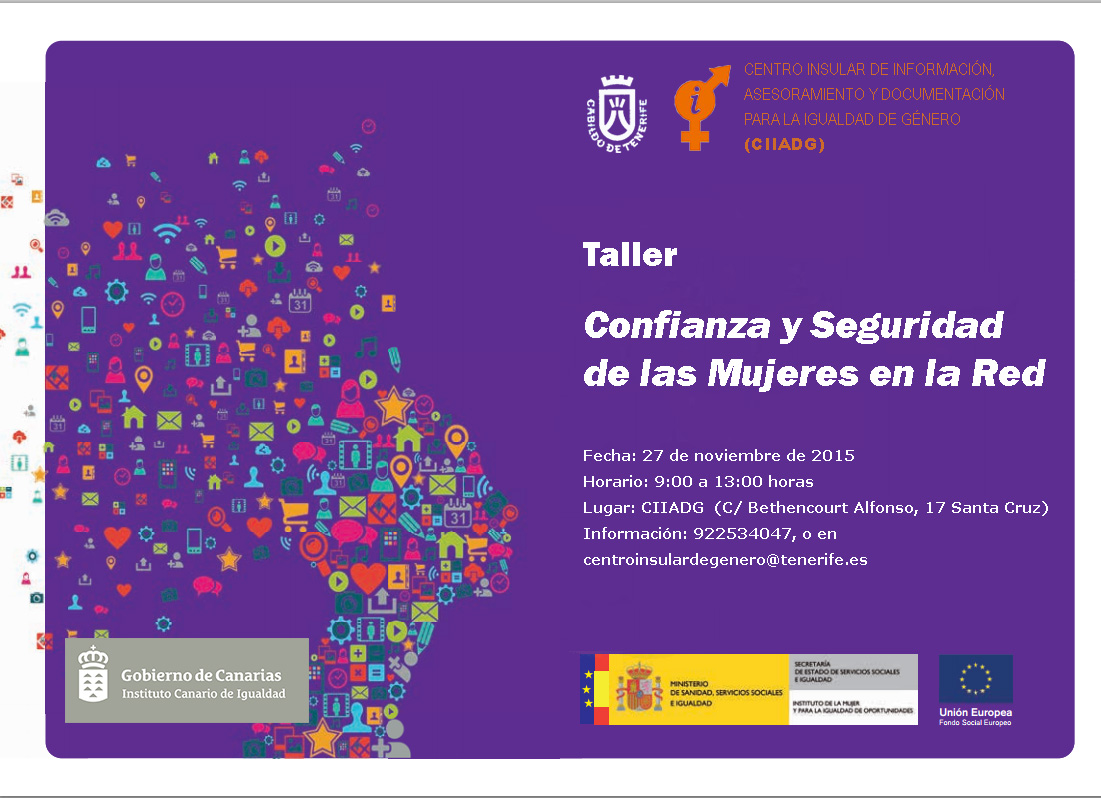 CABILDO DE TENERIFE
i
CENTRO INSULAR DE INFORMACIÓN,
ASESORAMIENTO Y DOCUMENTACIÓN
PARA LA IGUALDAD DE GÉNERO
(CIIADG)
Taller
Confianza y Seguridad
de las Mujeres en la Red
Fecha: 27 de noviembre de 2015
Horario: 9:00 a 13:00 horas
Lugar: CIIADG (C/ Bethencourt Alfonso, 17 Santa Cruz)
Información: 922534047, o en
centroinsulardegenero@tenerife.es
31
31
Gobierno de Canarias
Instituto Canario de Igualdad
MINISTERIO
DE SANIDAD, SERVICIOS SOCIALES
E IGUALDAD
SECRETARÍA
DE ESTADO DE SERVICIOS SOCIALES
E IGUALDAD
INSTITUTO DE LA MUJER
Y PARA LA IGUALDAD DE OPORTUNIDADES
Unión Europea
Fondo Social Europeo